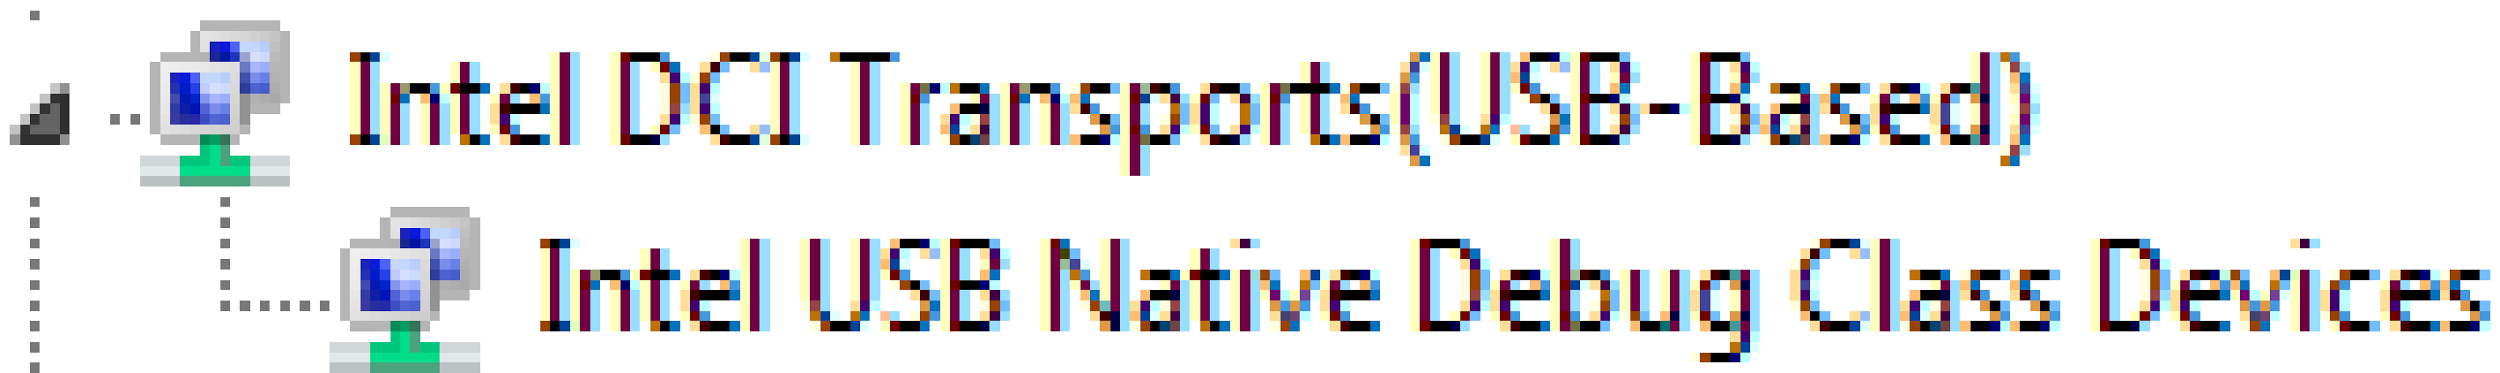 Intel DCI Transports(USB-Based)
Intel USB Native Debug Class Devices